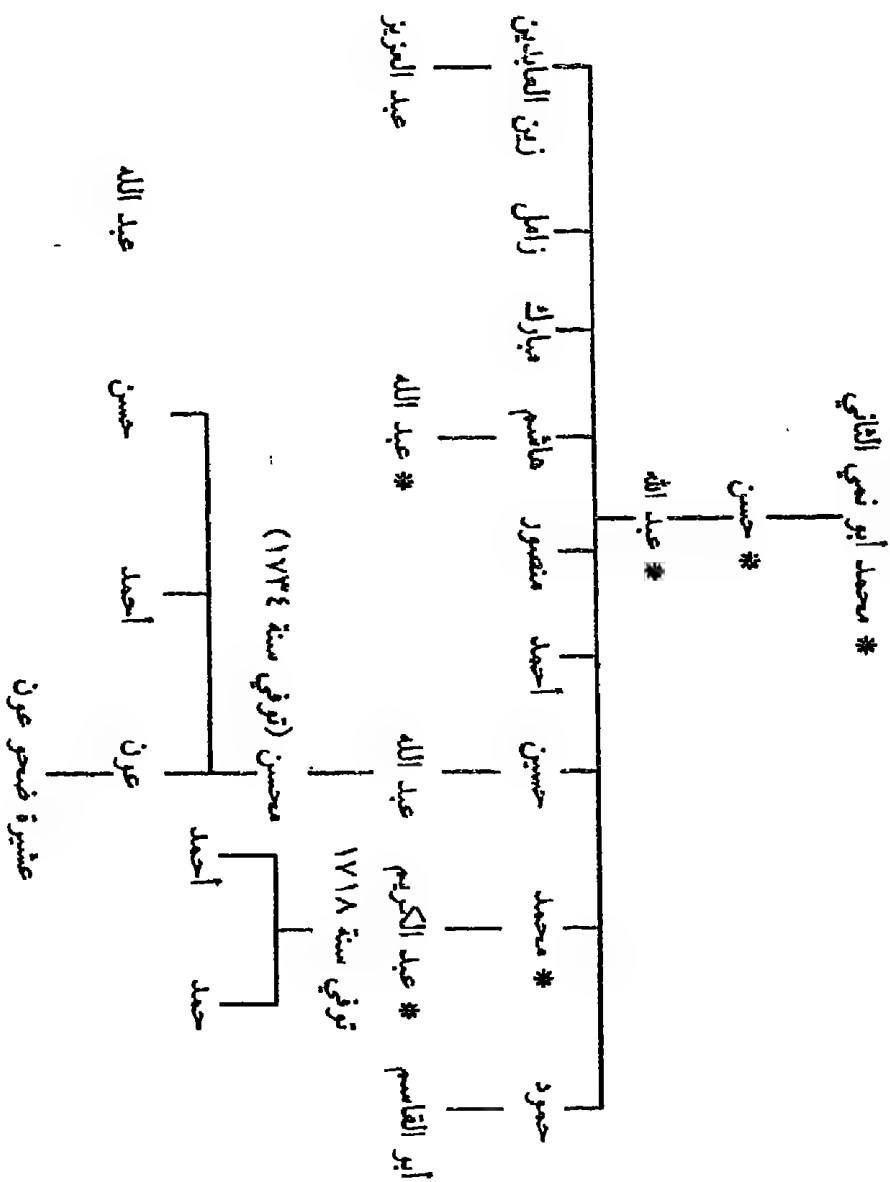 * محمد أبو نمي الثاني
* حسن
* عبد الله
حمود * محمد حسين أحمد منصور هاشم مبارك زامل زين العابدين
أبو القاسم * عبد الكريم عبد الله * عبد الله عبد العزيز
توفي سنة ١٧١٨
محسن (توفي سنة ١٧٣٤)
حمد أحمد
عون أحمد حسن عبد الله
عشيرة ضحو عون